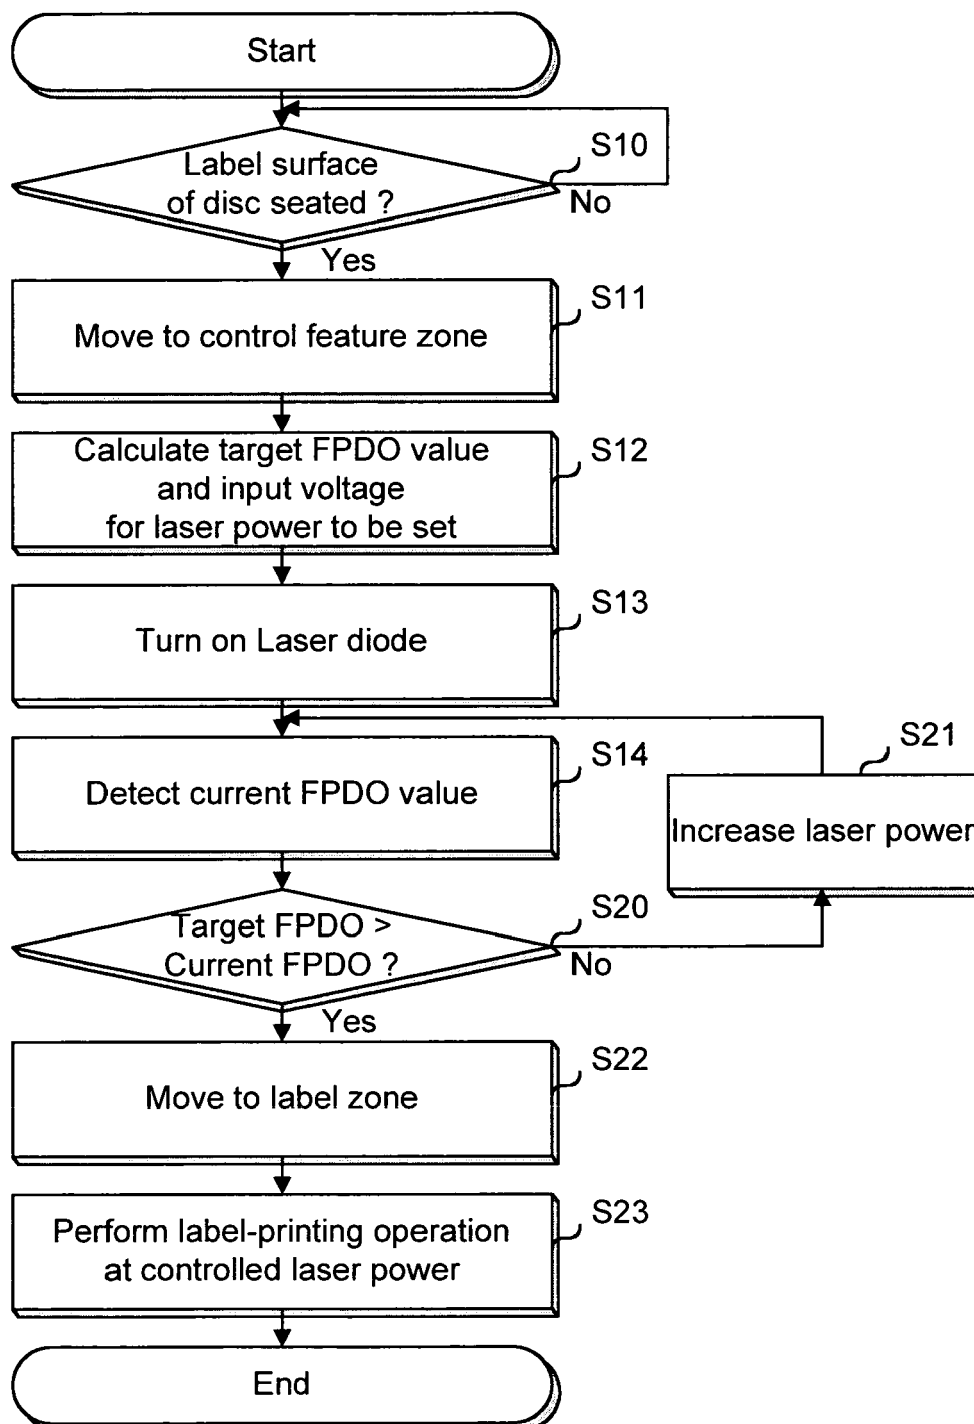 Start
Label surface
of disc seated ?
S10
No
Yes
Move to control feature zone
S11
Calculate target FPDO value
and input voltage
for laser power to be set
S12
Turn on Laser diode
S13
Detect current FPDO value
S14
Increase laser power
S21
Target FPDO >
Current FPDO ?
S20
No
Yes
Move to label zone
S22
Perform label-printing operation
at controlled laser power
S23
End